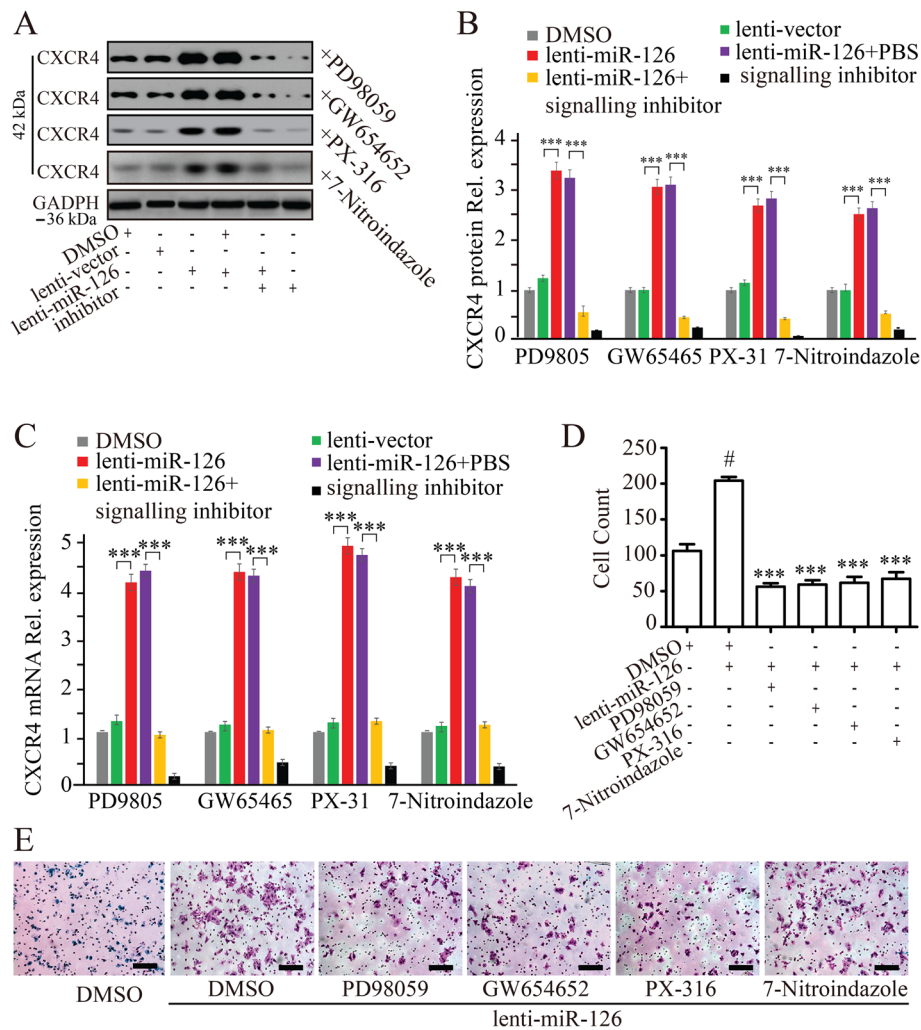 A
CXCR4
CXCR4
CXCR4
CXCR4
42 kDa
GADPH
–36 kDa
+PD98059
+GW654652
+PX-316
+7-Nitroindazole
DMSO + - - + - -
lenti-vector - + - - - -
lenti-miR-126 - - + + + -
inhibitor - - - - + +
B
DMSO
lenti-vector
lenti-miR-126
lenti-miR-126+PBS
lenti-miR-126+
signalling inhibitor
signalling inhibitor
CXCR4 protein Rel. expression
4
3
2
1
0
*** ***
*** ***
*** ***
*** ***
PD9805 GW65465 PX-31 7-Nitroindazole
C
DMSO
lenti-vector
lenti-miR-126
lenti-miR-126+PBS
lenti-miR-126+
signalling inhibitor
signalling inhibitor
CXCR4 mRNA Rel. expression
5
4
3
2
1
0
*** ***
*** ***
*** ***
*** ***
PD9805 GW65465 PX-31 7-Nitroindazole
D
Cell Count
250
200
150
100
50
0
#
*** *** *** ***
DMSO + + - - - -
lenti-miR-126 - + + + + +
PD98059 - - + - - -
GW654652 - - - + - -
PX-316 - - - - + -
7-Nitroindazole - - - - - +
E
DMSO
DMSO PD98059 GW654652 PX-316 7-Nitroindazole
lenti-miR-126